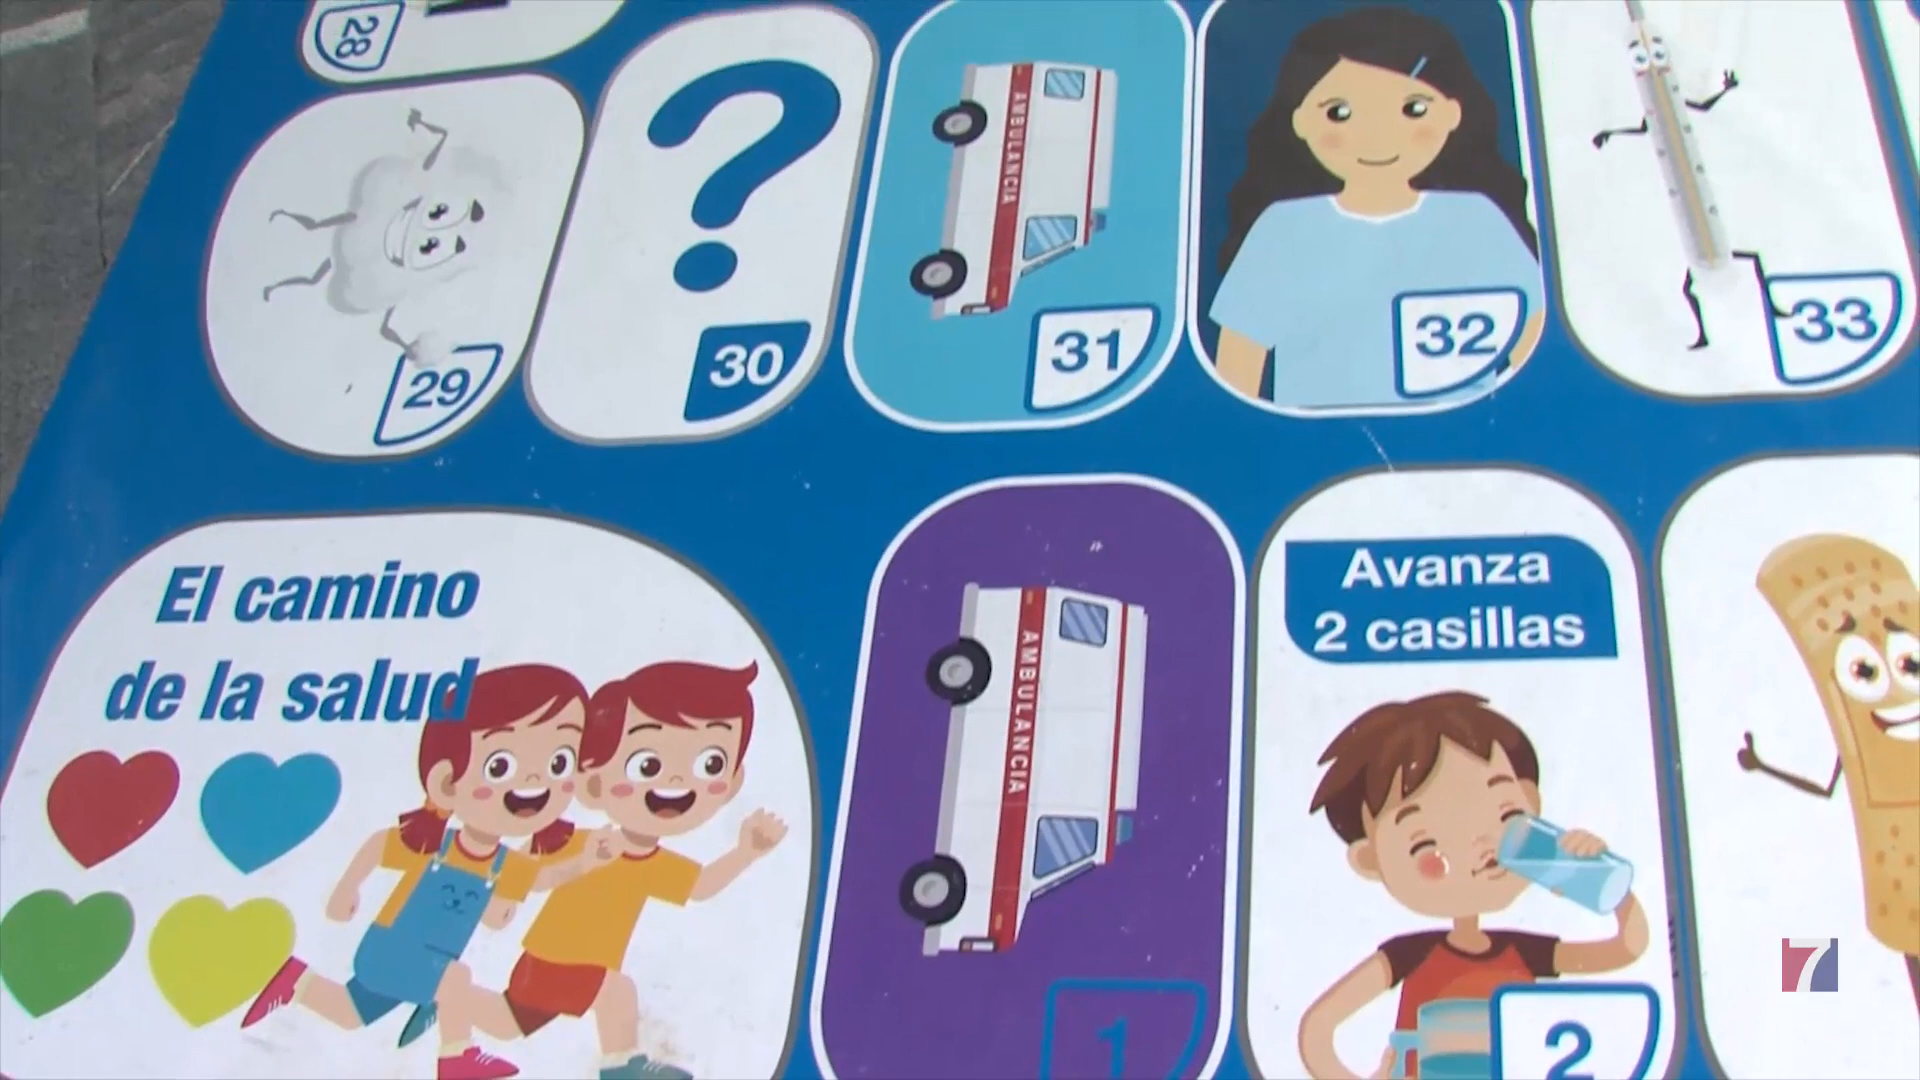 28
29
30
AMBULANCIA
31
32
33
El camino
de la salud
AMBULANCIA
1
Avanza
2 casillas
2
7